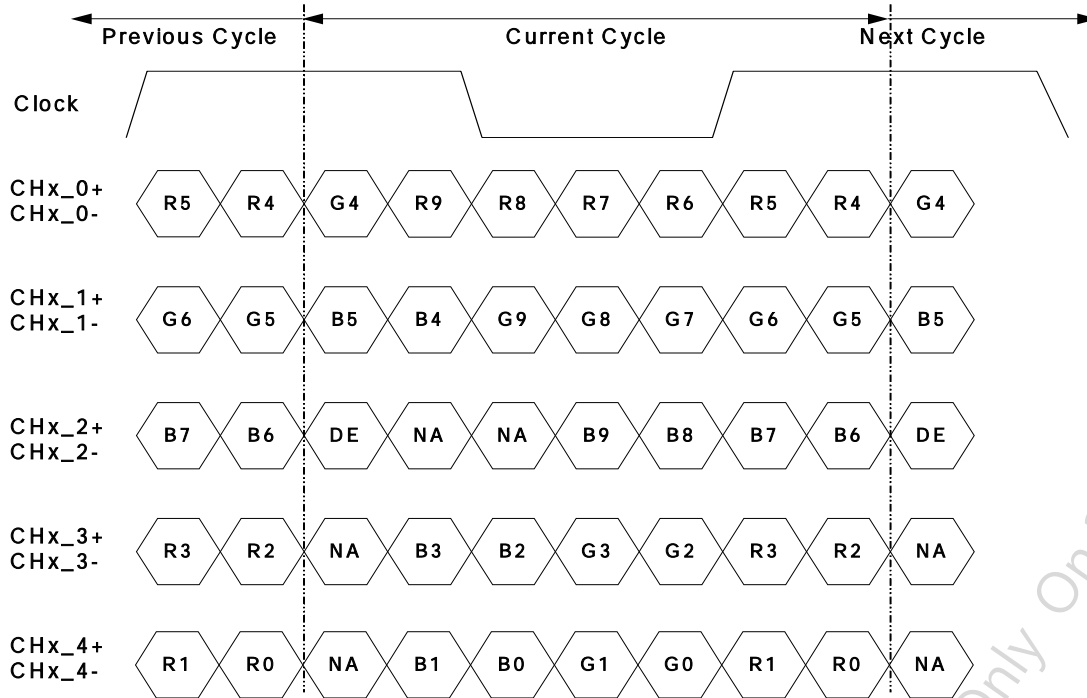 Previous Cycle Current Cycle Next Cycle
Clock
CHx_0+
CHx_0-
R5 R4 G4 R9 R8 R7 R6 R5 R4 G4
CHx_1+
CHx_1-
G6 G5 B5 B4 G9 G8 G7 G6 G5 B5
CHx_2+
CHx_2-
B7 B6 DE NA NA B9 B8 B7 B6 DE
CHx_3+
CHx_3-
R3 R2 NA B3 B2 G3 G2 R3 R2 NA
CHx_4+
CHx_4-
R1 R0 NA B1 B0 G1 G0 R1 R0 NA
Only On